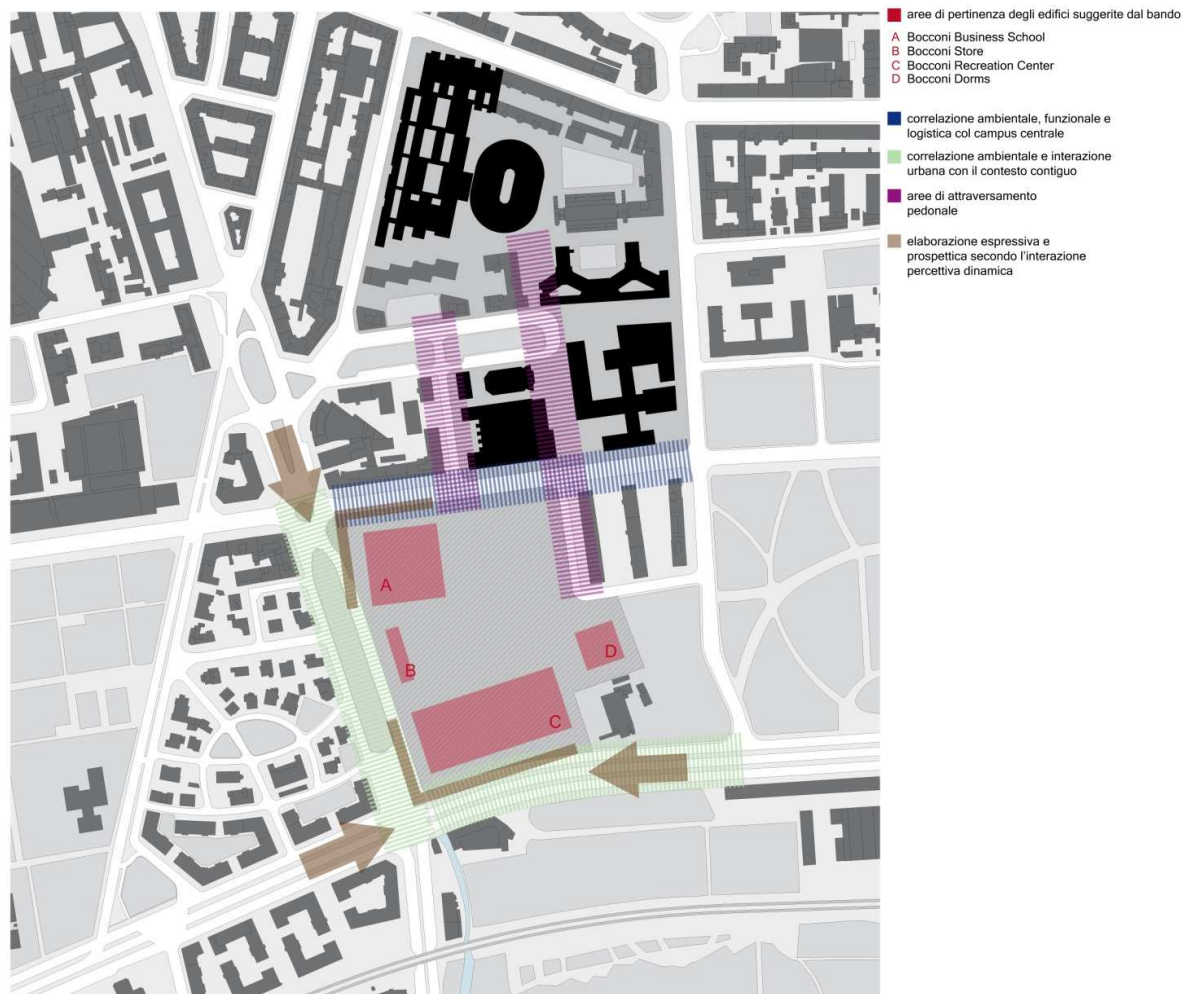 aree di pertinenza degli edifici suggerite dal bando
A Bocconi Business School
B Bocconi Store
C Bocconi Recreation Center
D Bocconi Dorms
correlazione ambientale, funzionale e
logistica col campus centrale
correlazione ambientale e interazione
urbana con il contesto contiguo
aree di attraversamento
pedonale
elaborazione espressiva e
prospettica secondo l'interazione
percettiva dinamica
A
B
D
C